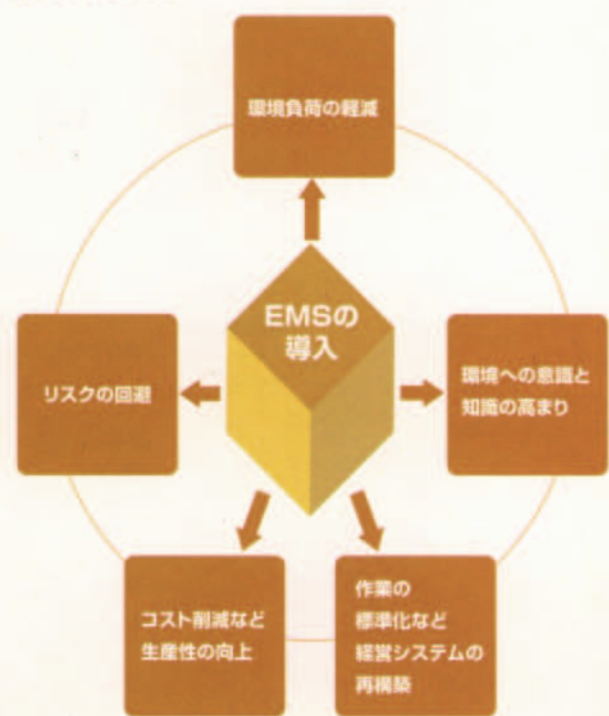 環境負荷の軽減
EMSの
導入
リスクの回避
環境への意識と
知識の高まり
コスト削減など
生産性の向上
作業の
標準化など
経営システムの
再構築